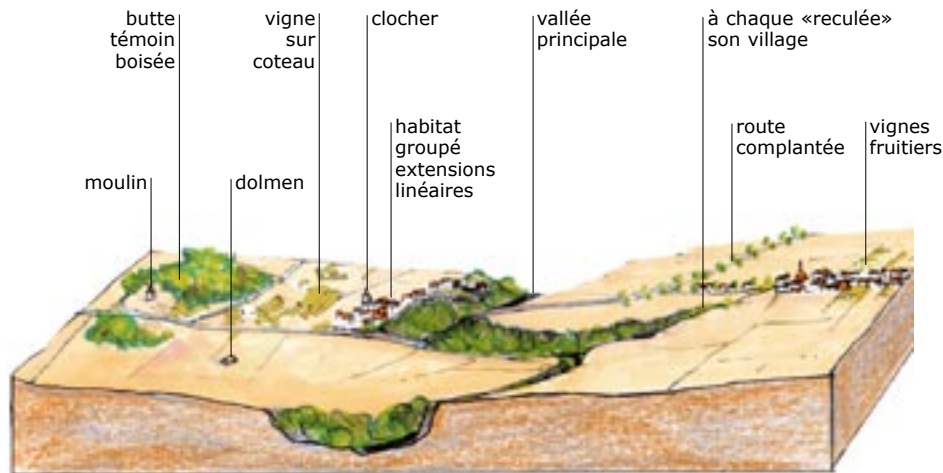 butte
témoin
boisée
vigne
sur
coteau
clocher
vallée
principale
à chaque «reculée»
son village
moulin
dolmen
habitat
groupé
extensions
linéaires
route
complantée
vignes
fruitiers